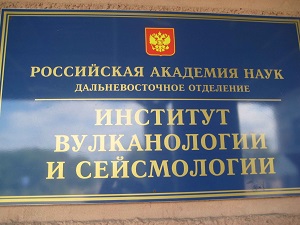 РОССИЙСКАЯ АКАДЕМИЯ НАУК
ДАЛЬНЕВОСТОЧНОЕ ОТДЕЛЕНИЕ
ИНСТИТУТ
ВУЛКАНОЛОГИИ
И СЕЙСМОЛОГИИ